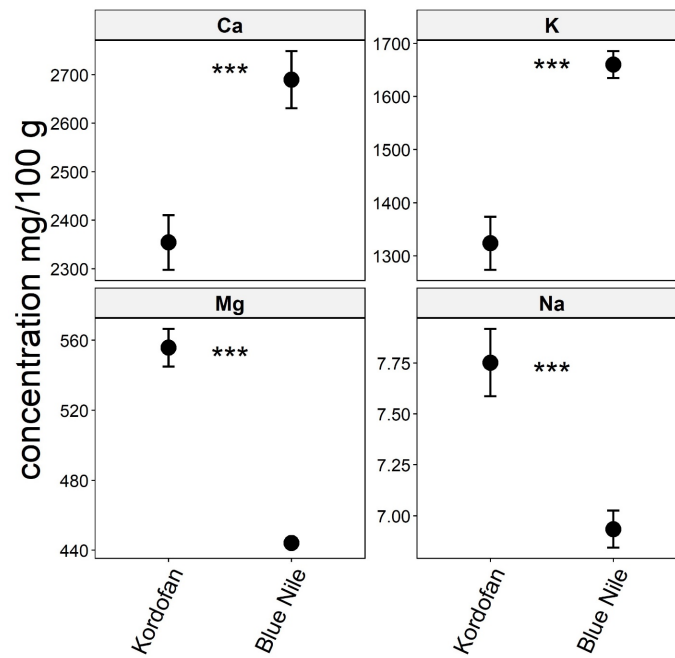 concentration mg/100 g
Ca
2700
2600
2500
2400
2300
***
K
1700
1600
1500
1400
1300
***
Mg
560
520
480
440
***
Na
7.75
7.50
7.25
7.00
***
Kordofan
Blue Nile
Kordofan
Blue Nile